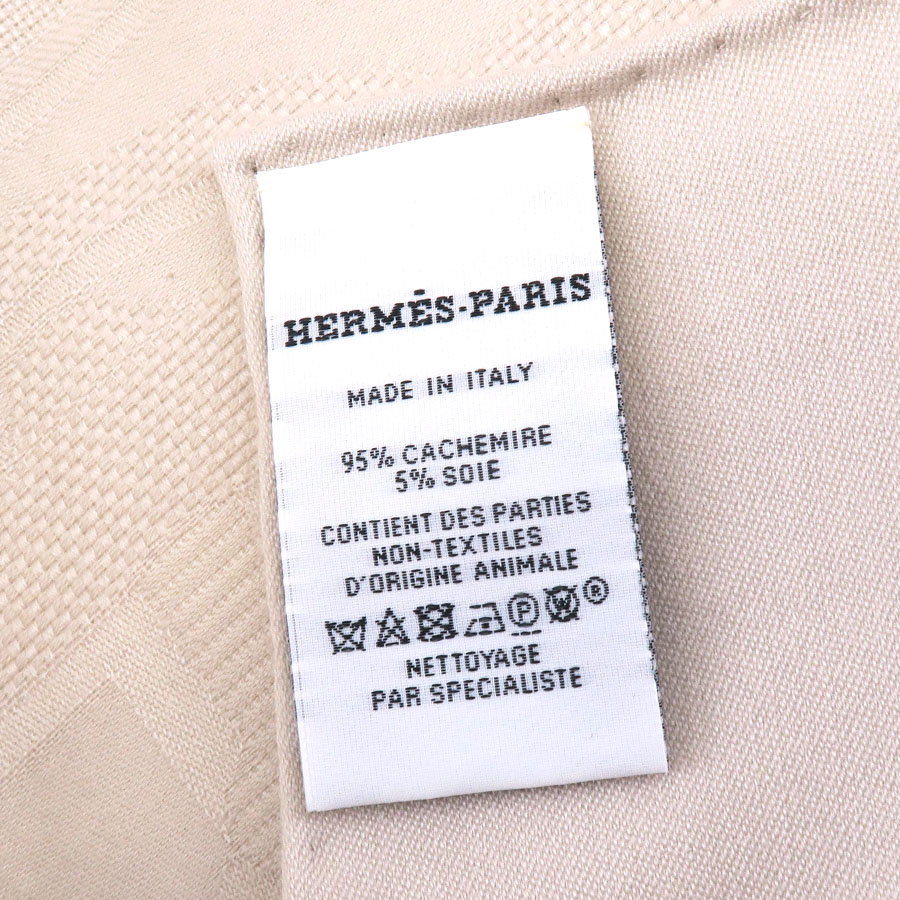 HERMÈS-PARIS
MADE IN ITALY
95% CACHEMIRE
5% SOIE
CONTIENT DES PARTIES
NON-TEXTILES
D'ORIGINE ANIMALE
P W ®
NETTOYAGE
PAR SPECIALISTE